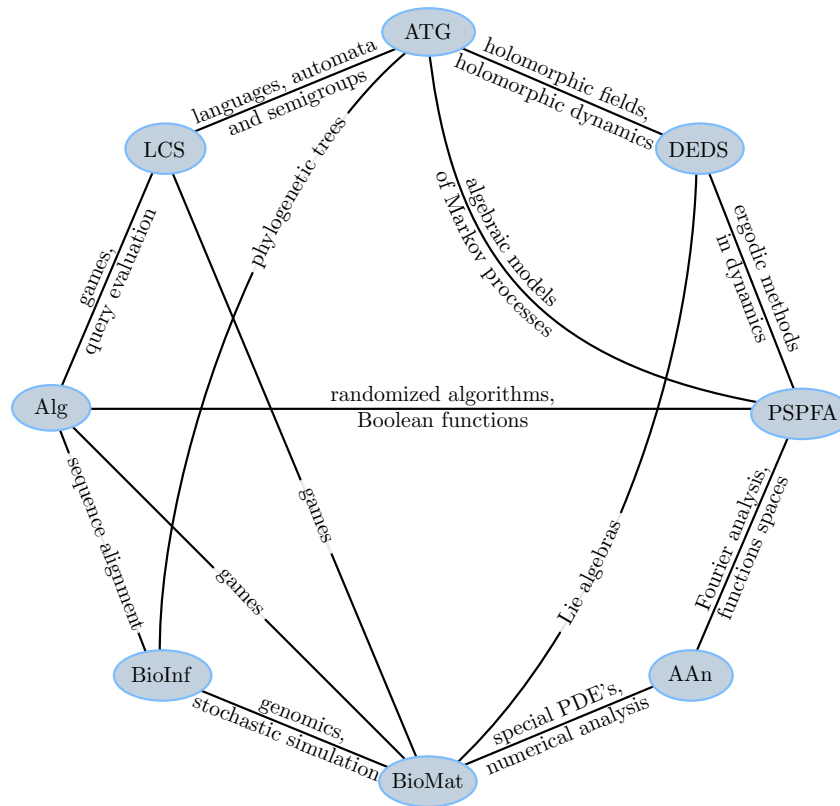 ATG
languages, automata
and semigroups
holomorphic fields,
holomorphic dynamics
LCS
DEDS
phylogenetic trees
algebraic models
of Markov processes
ergodic methods
in dynamics
games,
query evaluation
Alg
randomized algorithms,
Boolean functions
PSPFA
sequence alignment
games
games
Lie algebras
Fourier analysis,
functions spaces
BioInf
AAn
genomics,
stochastic simulation
special PDE's,
numerical analysis
BioMat